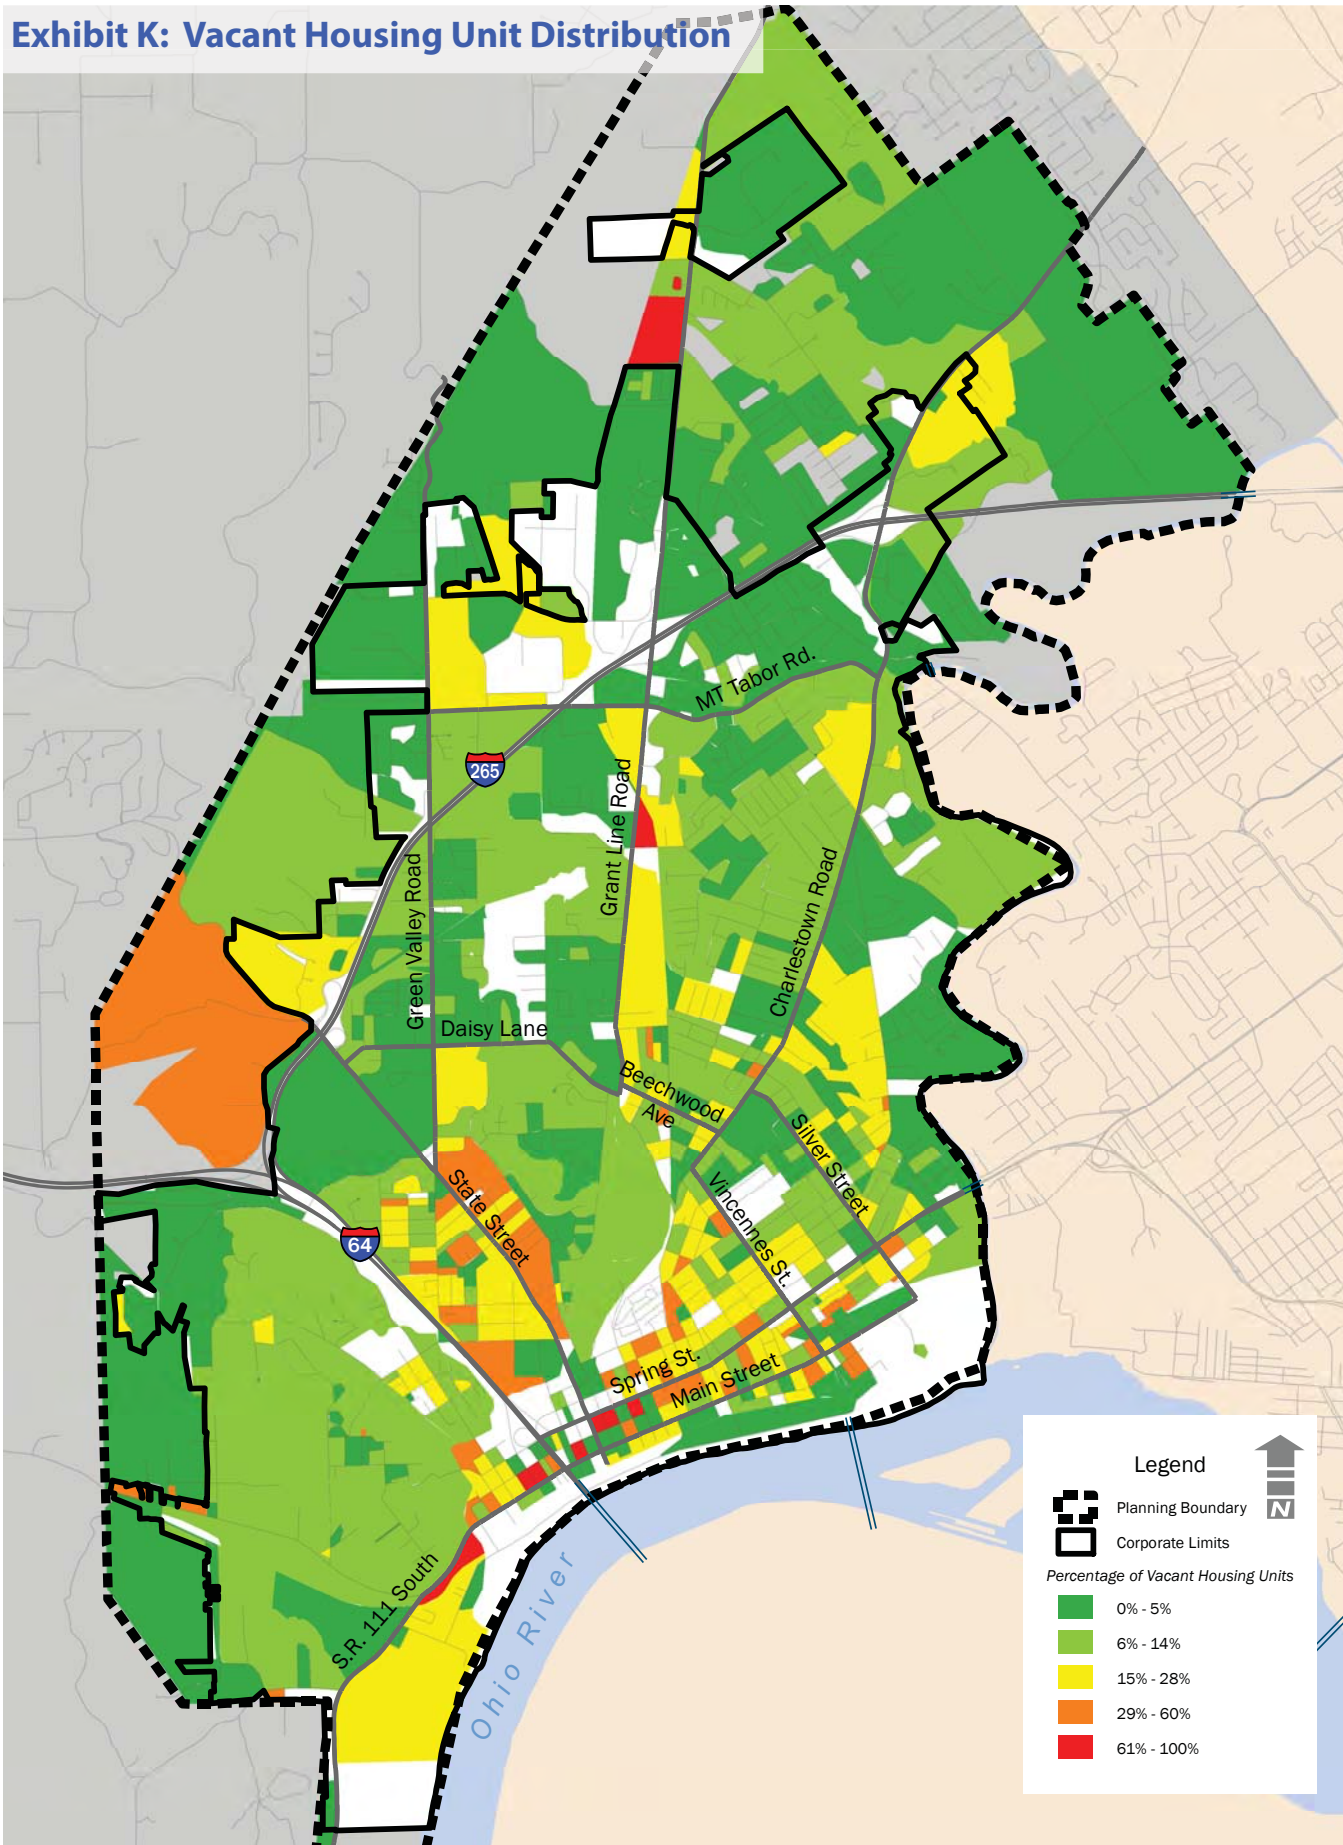 Exhibit K: Vacant Housing Unit Distribution
MT Tabor Rd.
265
Grant Line Road
Green Valley Road
Charlestown Road
Daisy Lane
Beechwood
Ave
Silver Street
State Street
Vincennes St.
64
Spring St.
Main Street
S.R. 111 South
Ohio River
Legend
N
Planning Boundary
Corporate Limits
Percentage of Vacant Housing Units
0% - 5%
6% - 14%
15% - 28%
29% - 60%
61% - 100%